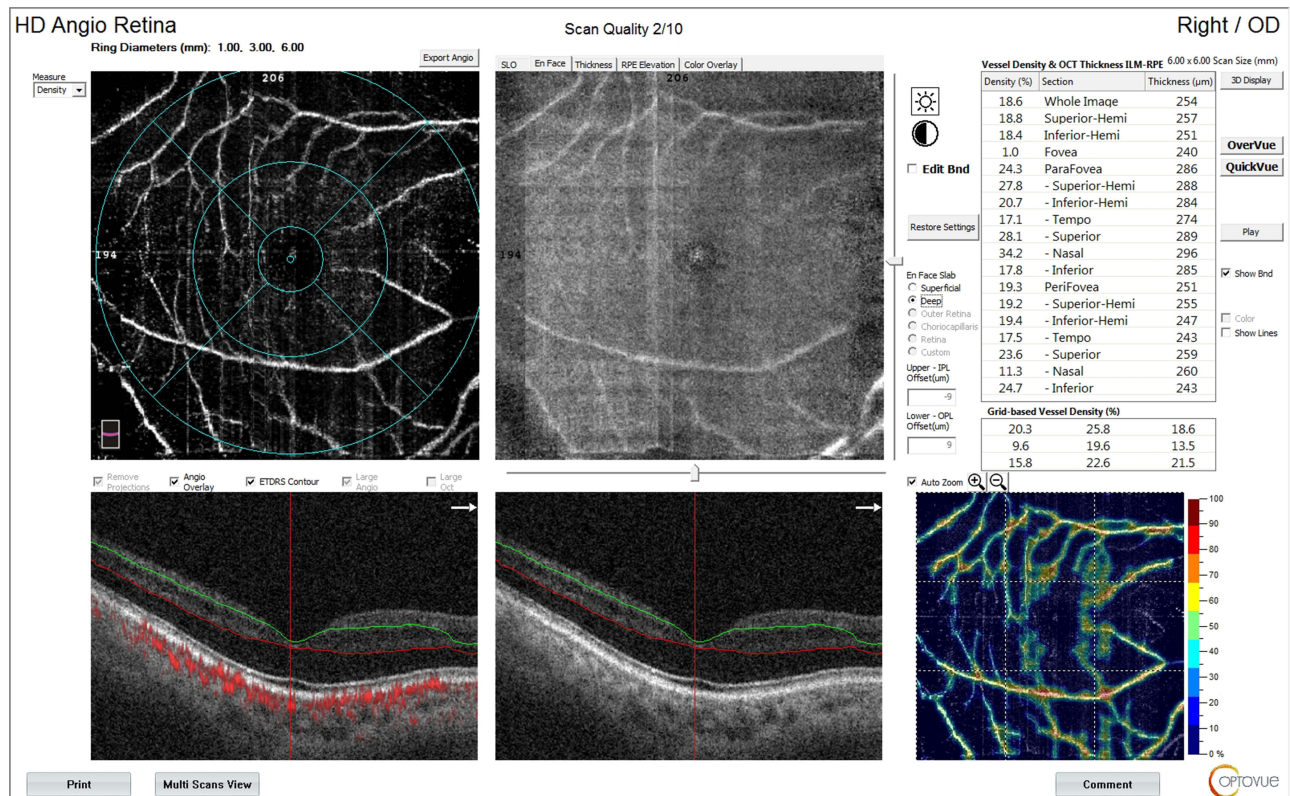 HD Angio Retina
Scan Quality 2/10
Right / OD
Ring Diameters (mm): 1.00, 3.00, 6.00
Export Angio
Measure
Density
206
194
SLO
En Face
Thickness
RPE Elevation
Color Overlay
206
194
Edit Bnd
Restore Settings
En Face Slab
Superficial
Deep
Outer Retina
Choriocapillaris
Retina
Custom
Upper - IPL
Offset(um)
-9
Lower - OPL
Offset(um)
9
Vessel Density & OCT Thickness ILM-RPE 6.00 x 6.00 Scan Size (mm)
Density (%) Section Thickness (µm)
18.6 Whole Image 254
18.8 Superior-Hemi 257
18.4 Inferior-Hemi 251
1.0 Fovea 240
24.3 ParaFovea 286
27.8 - Superior-Hemi 288
20.7 - Inferior-Hemi 284
17.1 - Tempo 274
28.1 - Superior 289
34.2 - Nasal 296
17.8 - Inferior 285
19.3 PeriFovea 251
19.2 - Superior-Hemi 255
19.4 - Inferior-Hemi 247
17.5 - Tempo 243
23.6 - Superior 259
11.3 - Nasal 260
24.7 - Inferior 243
Grid-based Vessel Density (%)
20.3 25.8 18.6
9.6 19.6 13.5
15.8 22.6 21.5
3D Display
OverVue
QuickVue
Play
Show Bnd
Color
Show Lines
Remove
Projections
Angio
Overlay
ETDRS Contour
Large
Angio
Large
Oct
Auto Zoom
100
90
80
70
60
50
40
30
20
10
0 %
Print
Multi Scans View
Comment
OPTOVUE